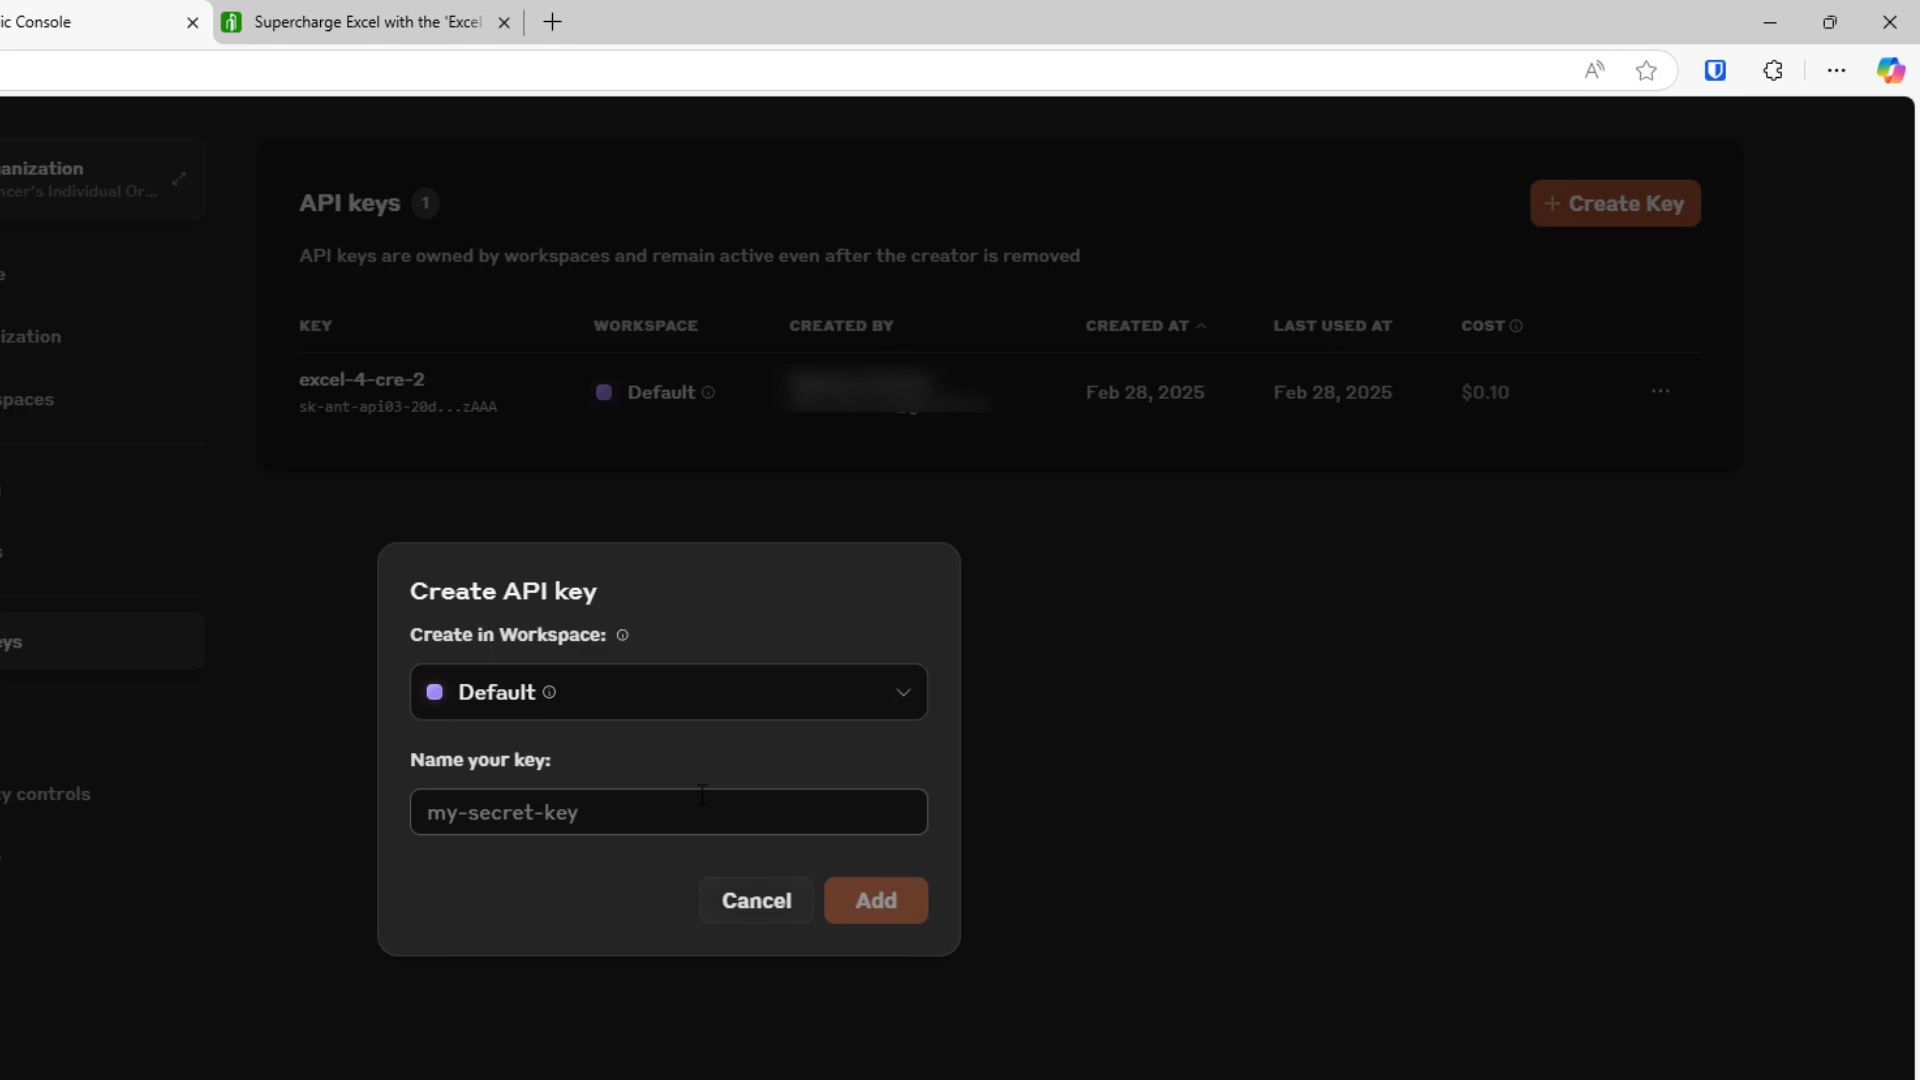 ic Console
Supercharge Excel with the 'Excel
anization
ncer's Individual Or...
e
ization
spaces
s
eys
y controls
API keys 1
+ Create Key
API keys are owned by workspaces and remain active even after the creator is removed
KEY WORKSPACE CREATED BY CREATED AT LAST USED AT COST
excel-4-cre-2
sk-ant-api03-20d...zAAA
Default
Feb 28, 2025 Feb 28, 2025 $0.10
Create API key
Create in Workspace:
Default
Name your key:
my-secret-key
Cancel Add